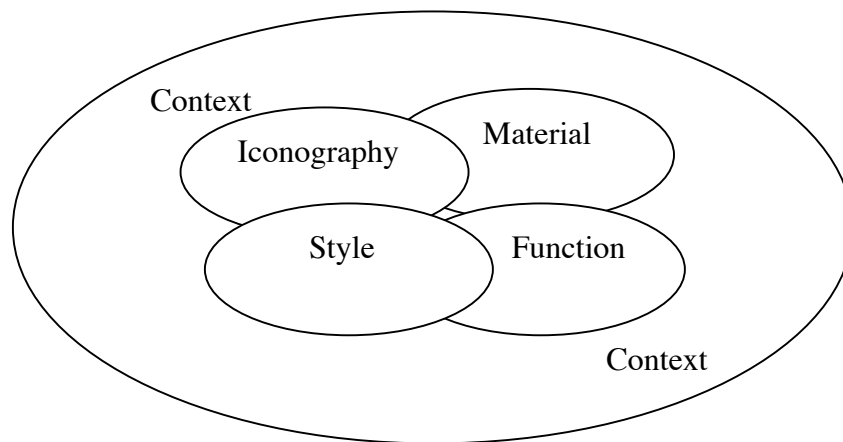 Context
Material
Iconography
Style
Function
Context